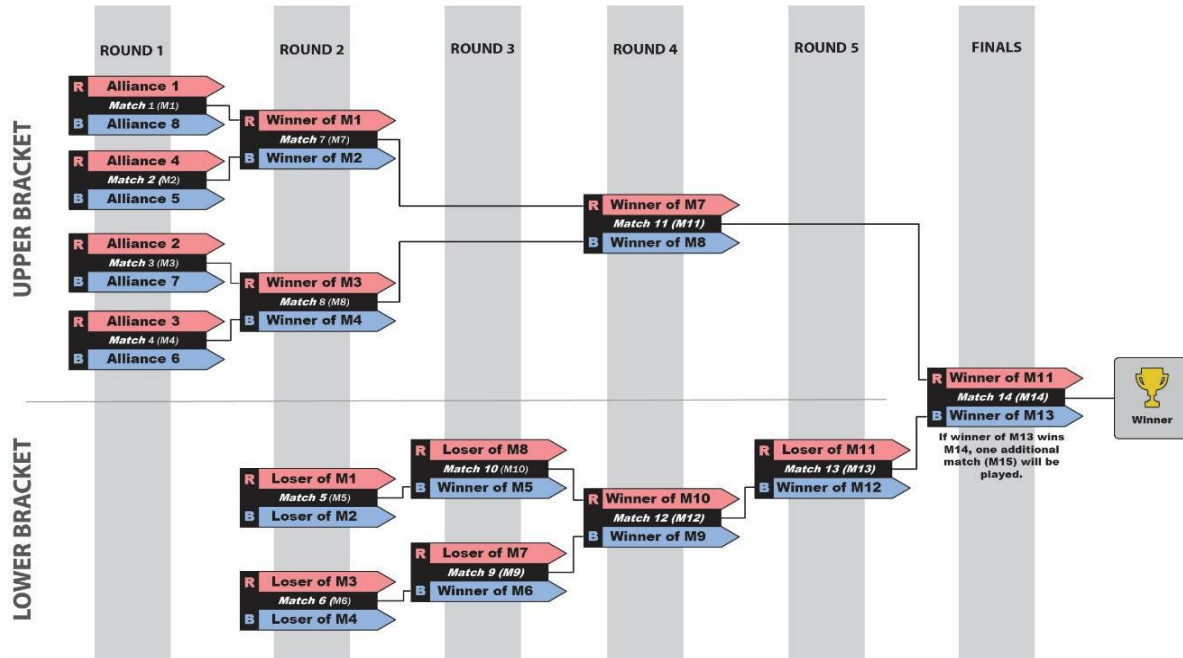 ROUND 1
ROUND 2
ROUND 3
ROUND 4
ROUND 5
FINALS
UPPER BRACKET
R Alliance 1
Match 1 (M1)
B Alliance 8
R Alliance 4
Match 2 (M2)
B Alliance 5
R Alliance 2
Match 3 (M3)
B Alliance 7
R Alliance 3
Match 4 (M4)
B Alliance 6
R Winner of M1
Match 7 (M7)
B Winner of M2
R Winner of M3
Match 8 (M8)
B Winner of M4
R Winner of M7
Match 11 (M11)
B Winner of M8
LOWER BRACKET
R Loser of M1
Match 5 (M5)
B Loser of M2
R Loser of M3
Match 6 (M6)
B Loser of M4
R Loser of M8
Match 10 (M10)
B Winner of M5
R Loser of M7
Match 9 (M9)
B Winner of M6
R Winner of M10
Match 12 (M12)
B Winner of M9
R Loser of M11
Match 13 (M13)
B Winner of M12
R Winner of M11
Match 14 (M14)
B Winner of M13
If winner of M13 wins
M14, one additional
match (M15) will be
played.
Winner